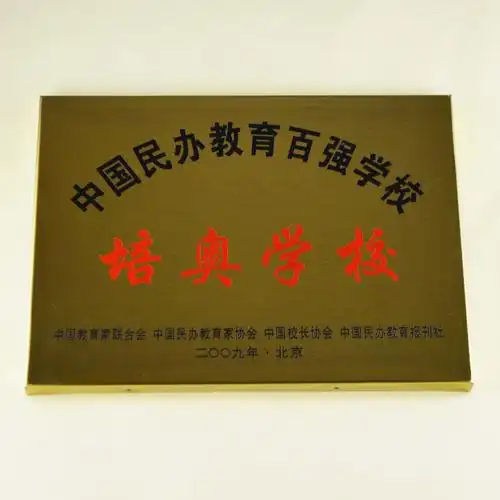 中国民办教育百强学校
培奥学校
中国教育家联合会 中国民办教育家协会 中国校长协会 中国民办教育报刊社
二〇〇九年·北京